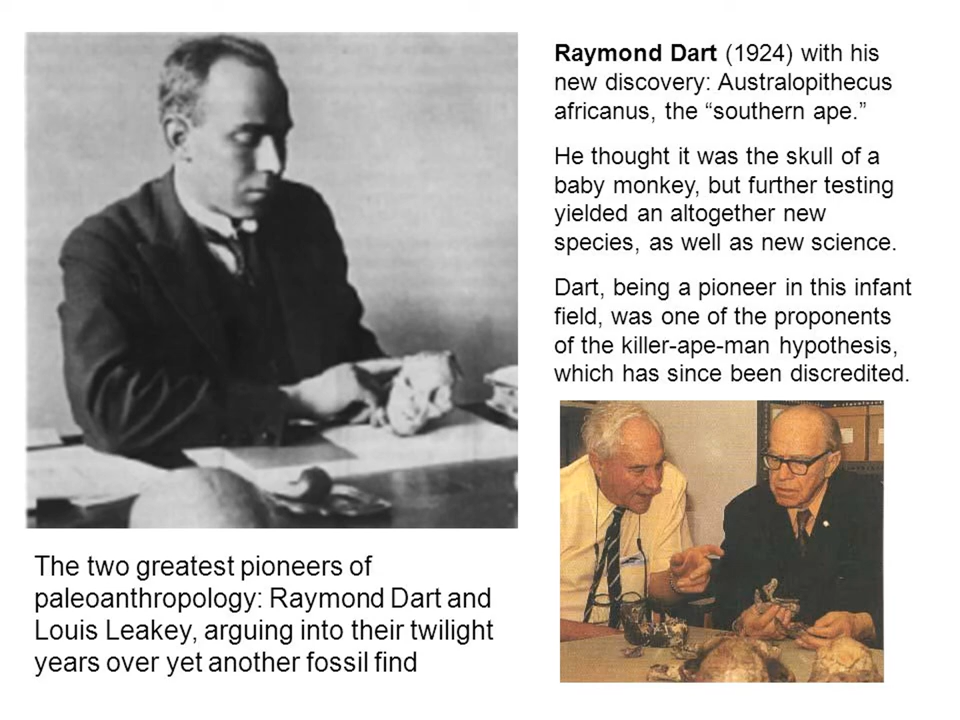 Raymond Dart (1924) with his
new discovery: Australopithecus
africanus, the “southern ape.”
He thought it was the skull of a
baby monkey, but further testing
yielded an altogether new
species, as well as new science.
Dart, being a pioneer in this infant
field, was one of the proponents
of the killer-ape-man hypothesis,
which has since been discredited.
The two greatest pioneers of
paleoanthropology: Raymond Dart and
Louis Leakey, arguing into their twilight
years over yet another fossil find